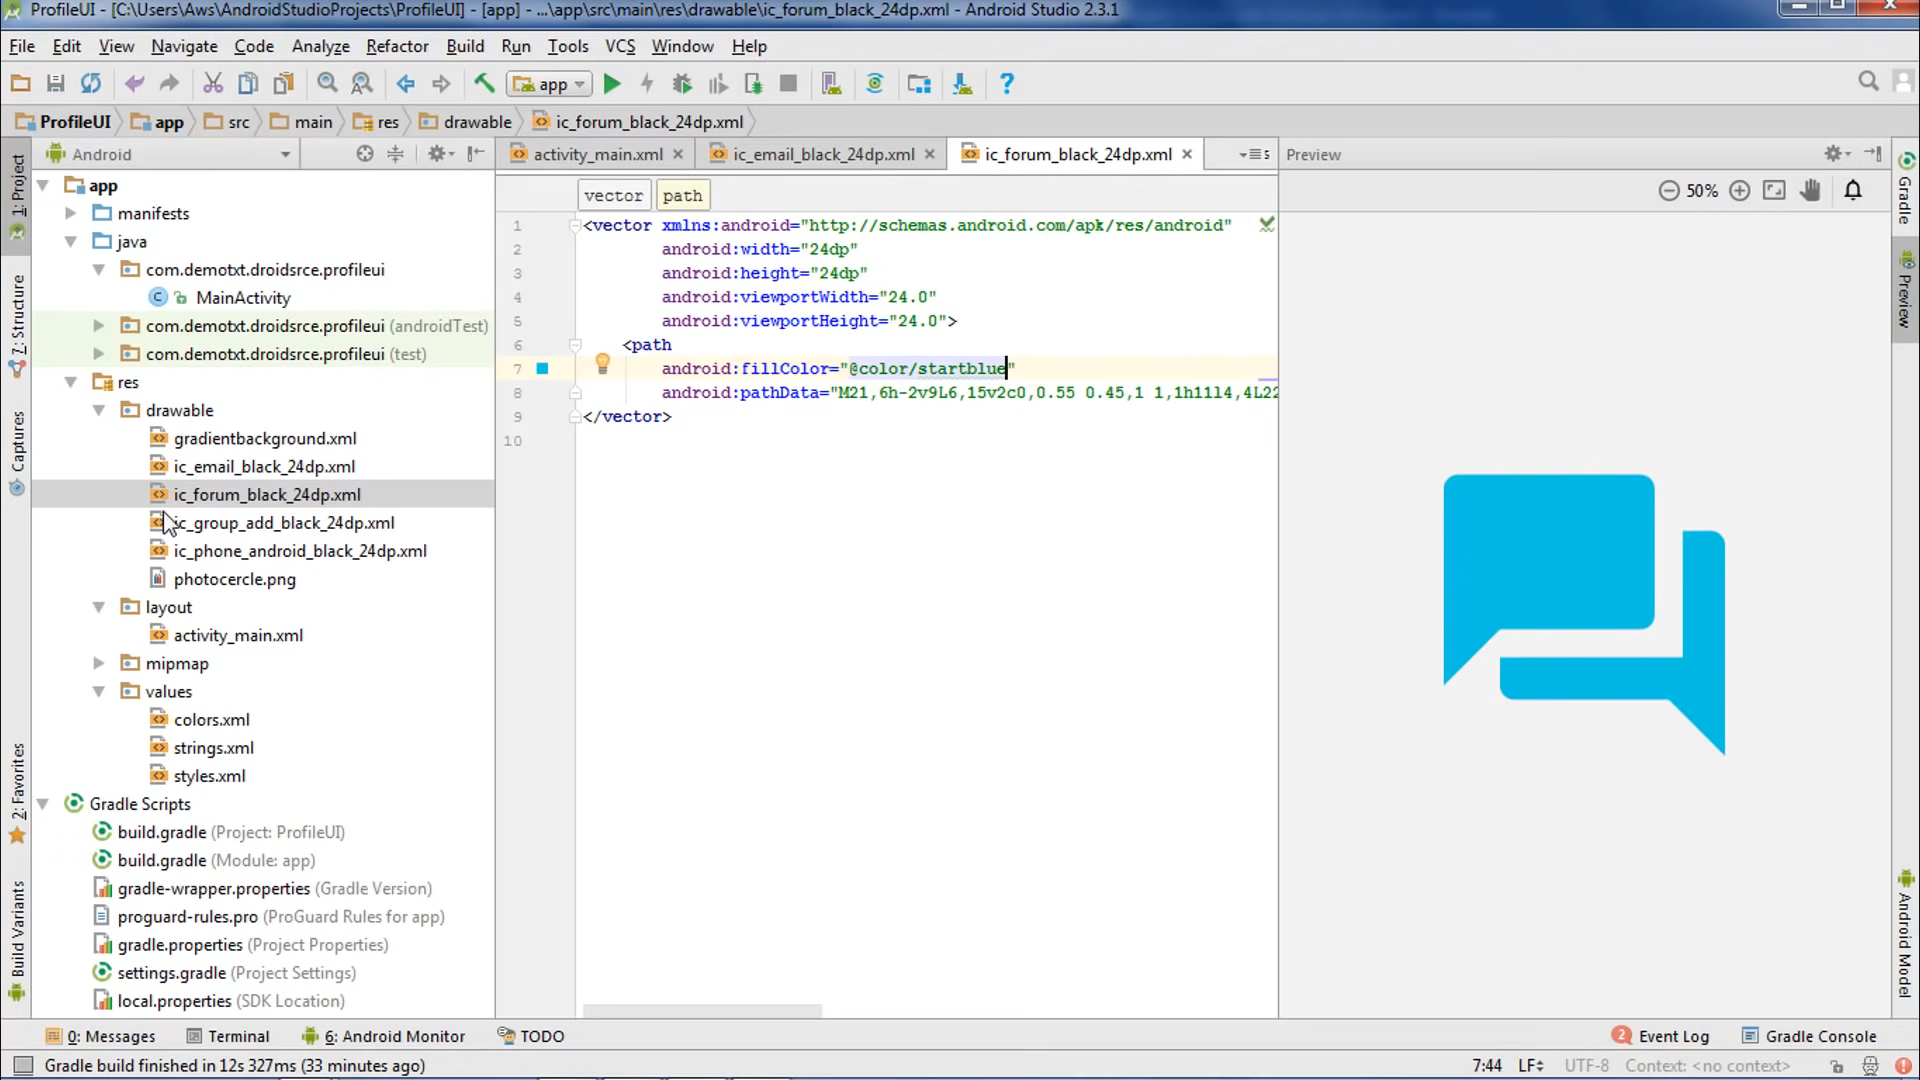 ProfileUI - [C:\Users\Aws\AndroidStudioProjects\ProfileUI] - [app] - ...\app\src\main\res\drawable\ic_forum_black_24dp.xml - Android Studio 2.3.1
File Edit View Navigate Code Analyze Refactor Build Run Tools VCS Window Help
app
ProfileUI app src main res drawable ic_forum_black_24dp.xml
Android
activity_main.xml ic_email_black_24dp.xml ic_forum_black_24dp.xml 5
Preview
50%
vector path
1: Project
7: Structure
Captures
2: Favorites
Build Variants
app
manifests
java
com.demotxt.droidsrce.profileui
MainActivity
com.demotxt.droidsrce.profileui (androidTest)
com.demotxt.droidsrce.profileui (test)
res
drawable
gradientbackground.xml
ic_email_black_24dp.xml
ic_forum_black_24dp.xml
ic_group_add_black_24dp.xml
ic_phone_android_black_24dp.xml
photocercle.png
layout
activity_main.xml
mipmap
values
colors.xml
strings.xml
styles.xml
Gradle Scripts
build.gradle (Project: ProfileUI)
build.gradle (Module: app)
gradle-wrapper.properties (Gradle Version)
proguard-rules.pro (ProGuard Rules for app)
gradle.properties (Project Properties)
settings.gradle (Project Settings)
local.properties (SDK Location)
1 <vector xmlns:android="http://schemas.android.com/apk/res/android"
2 android:width="24dp"
3 android:height="24dp"
4 android:viewportWidth="24.0"
5 android:viewportHeight="24.0">
6 <path
7 android:fillColor="@color/startblue"
8 android:pathData="M21,6h-2v9L6,15v2c0,0.55 0.45,1 1,1h11l4,4L22
9 </vector>
10
Gradle
Preview
Android Model
0: Messages Terminal 6: Android Monitor TODO 2 Event Log Gradle Console
Gradle build finished in 12s 327ms (33 minutes ago) 7:44 LF UTF-8 Context: <no context>